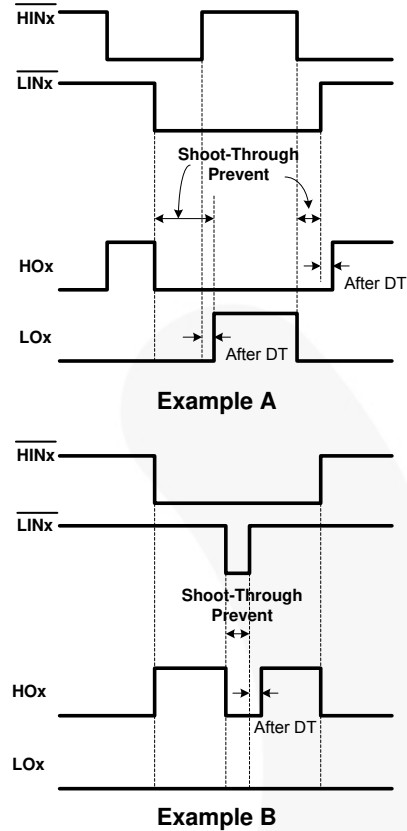 HINx
LINx
Shoot-Through
Prevent
HOx
After DT
LOx
After DT
Example A
HINx
LINx
Shoot-Through
Prevent
HOx
After DT
LOx
Example B